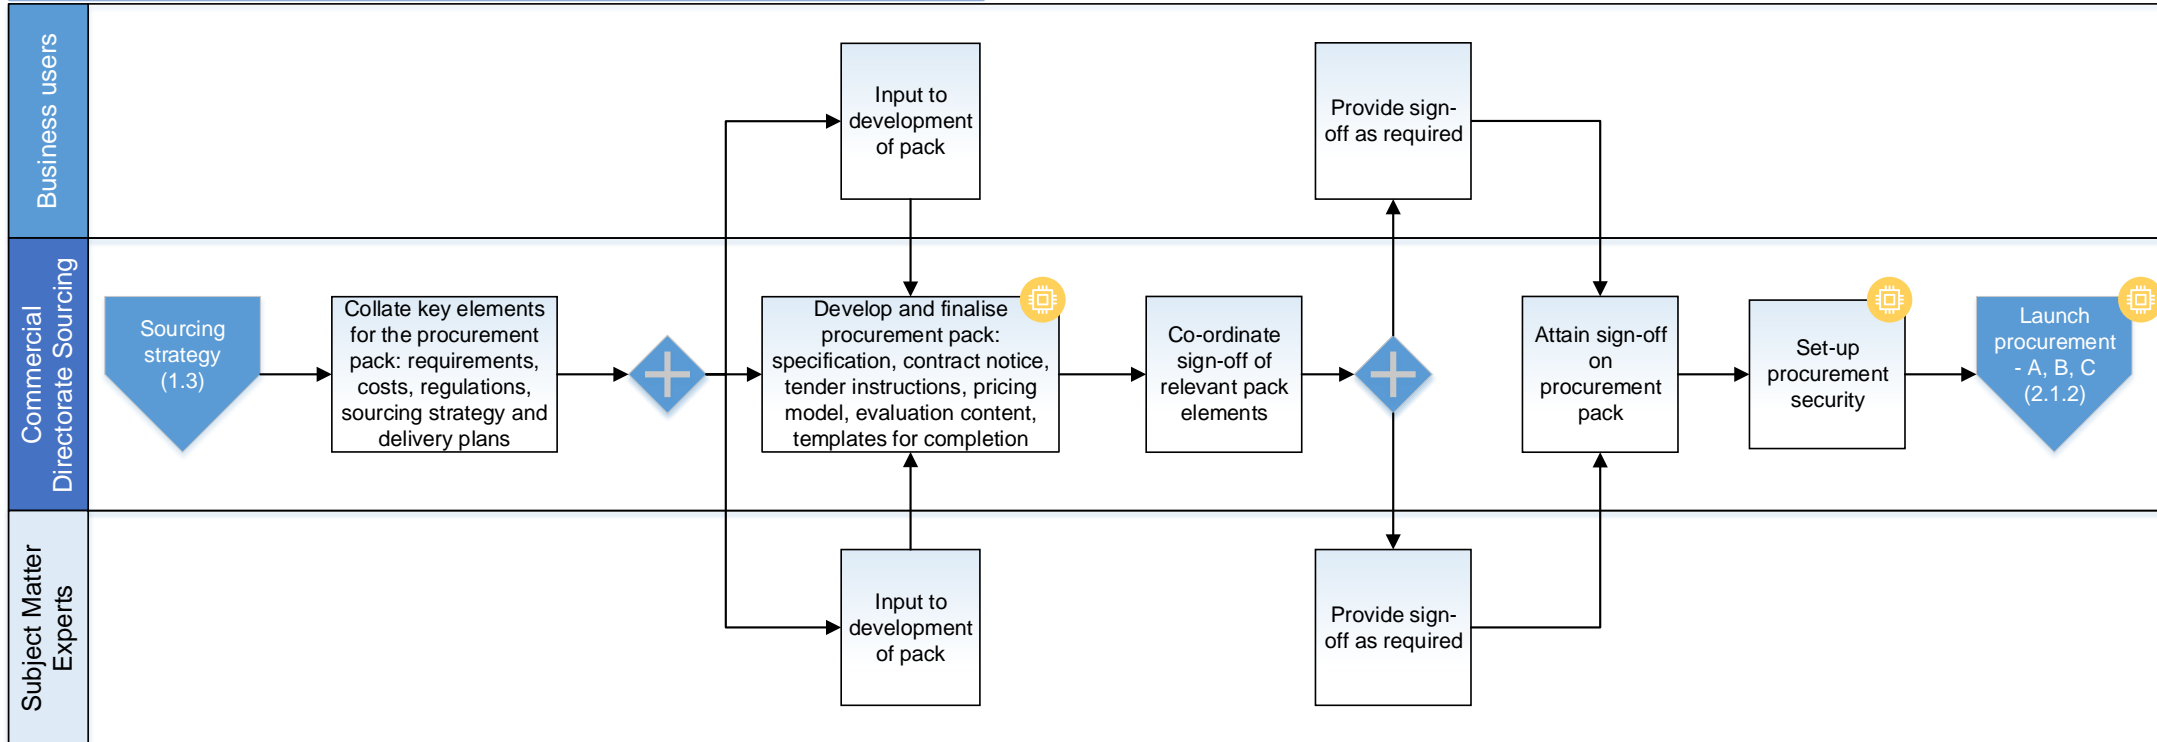 Business users
Input to
development
of pack
Provide sign-
off as required
Commercial
Directorate Sourcing
Sourcing
strategy
(1.3)
Collate key elements
for the procurement
pack: requirements,
costs, regulations,
sourcing strategy and
delivery plans
Develop and finalise
procurement pack:
specification, contract notice,
tender instructions, pricing
model, evaluation content,
templates for completion
Co-ordinate
sign-off of
relevant pack
elements
Attain sign-off
on
procurement
pack
Set-up
procurement
security
Launch
procurement
- A, B, C
(2.1.2)
Subject Matter
Experts
Input to
development
of pack
Provide sign-
off as required